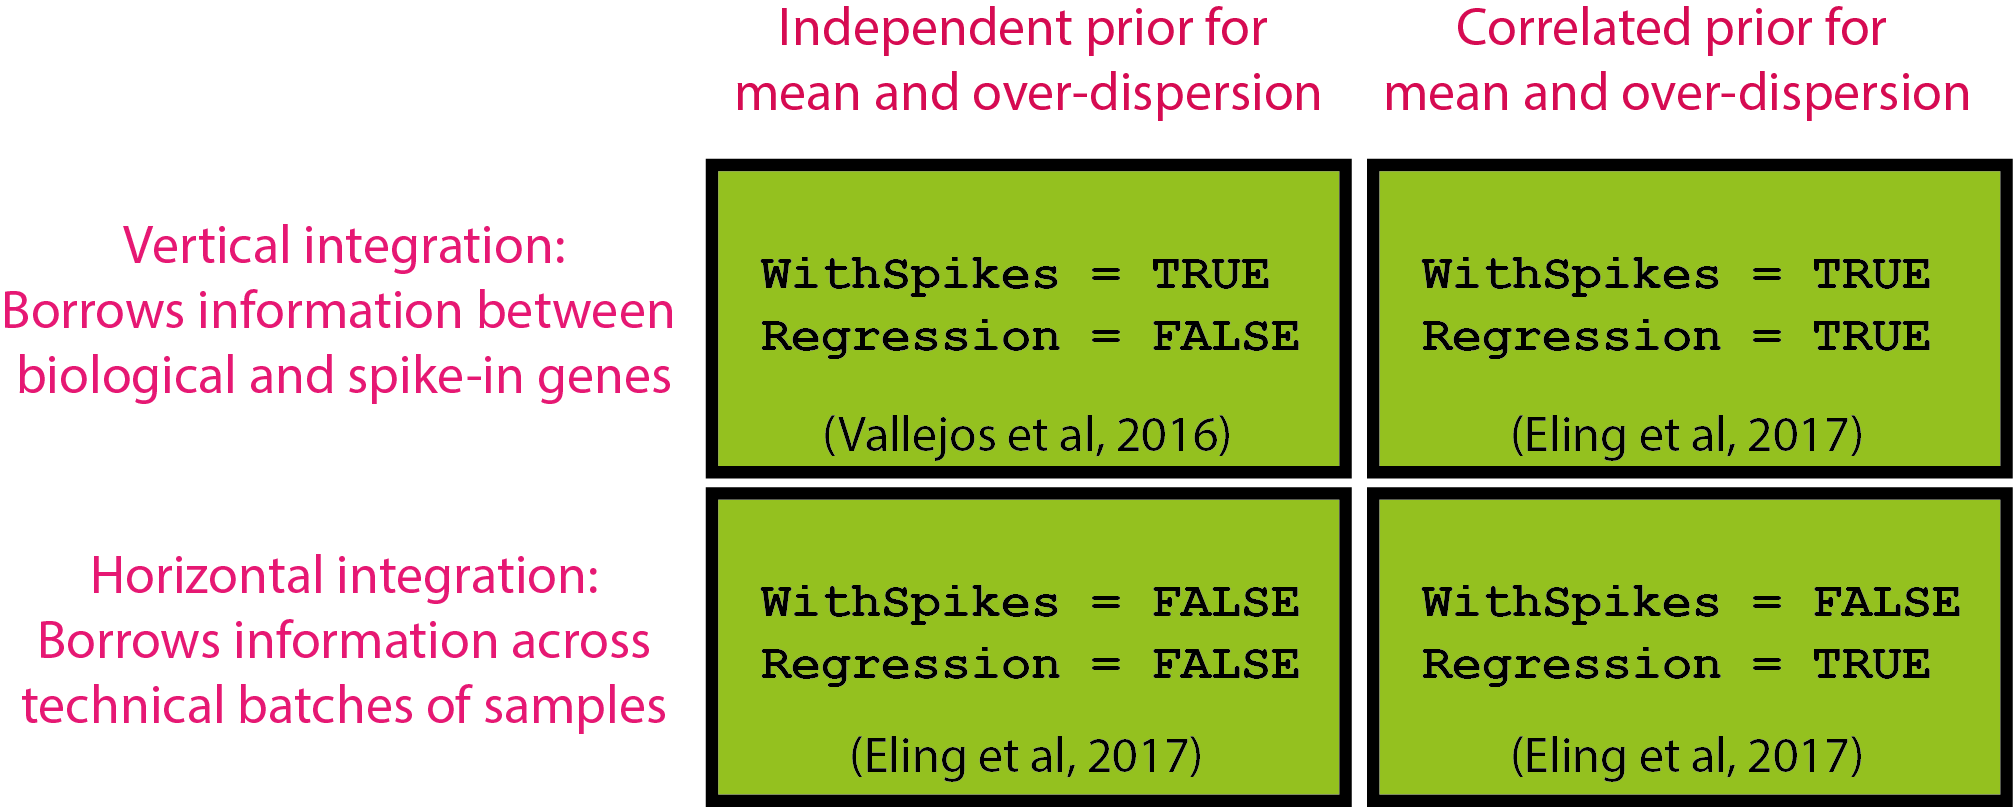 Independent prior for
mean and over-dispersion
Correlated prior for
mean and over-dispersion
Vertical integration:
Borrows information between
biological and spike-in genes
WithSpikes = TRUE
Regression = FALSE
(Vallejos et al, 2016)
WithSpikes = TRUE
Regression = TRUE
(Eling et al, 2017)
Horizontal integration:
Borrows information across
technical batches of samples
WithSpikes = FALSE
Regression = FALSE
(Eling et al, 2017)
WithSpikes = FALSE
Regression = TRUE
(Eling et al, 2017)